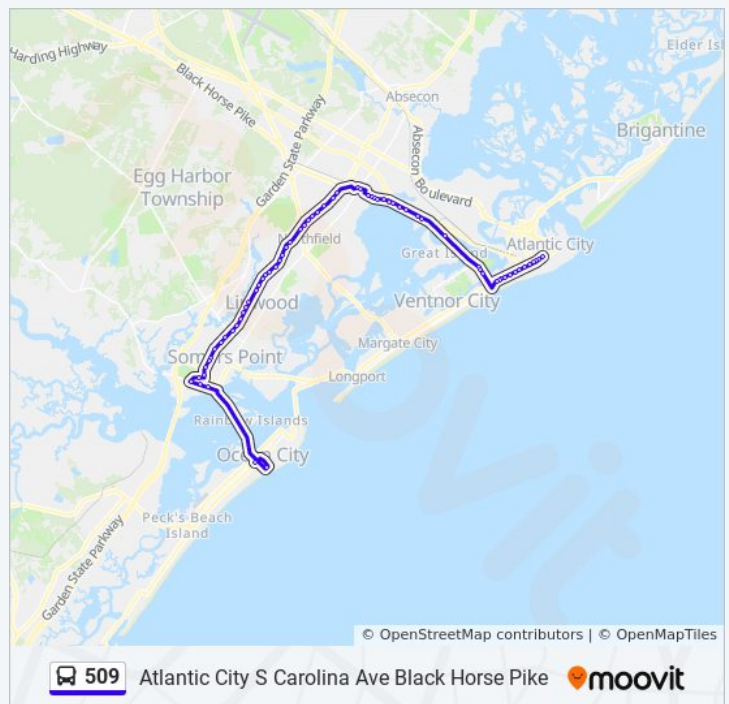 Harding Highway
Elder Isl
Black Horse Pike
Absecon
Brigantine
Garden State Parkway
Absecon Boulevard
Egg Harbor
Township
Northfield
Atlantic City
Great Island
Linwood
Ventnor City
Margate City
Somers Point
Longport
Rainbow Islands
Ocean City
Peck's Beach
Island
Garden State Parkway
© OpenStreetMap contributors | © OpenMapTiles
509 Atlantic City S Carolina Ave Black Horse Pike moovit